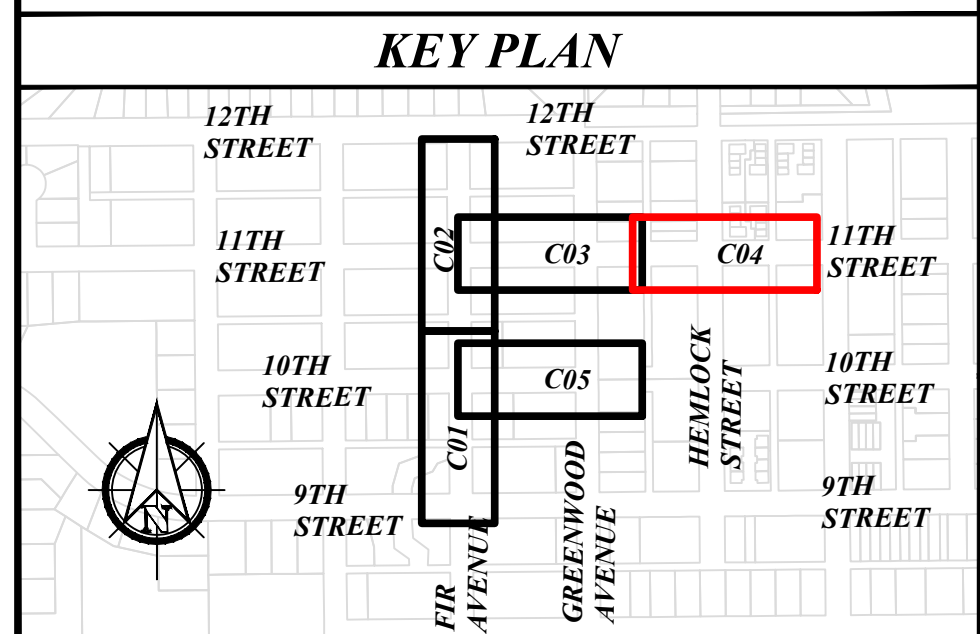 KEY PLAN
12TH
STREET
12TH
STREET
11TH
STREET
C02
C03
C04
11TH
STREET
10TH
STREET
C05
HEMLOCK
STREET
10TH
STREET
C01
9TH
STREET
GREENWOOD
AVENUE
9TH
STREET
N
FIR
AVENUE